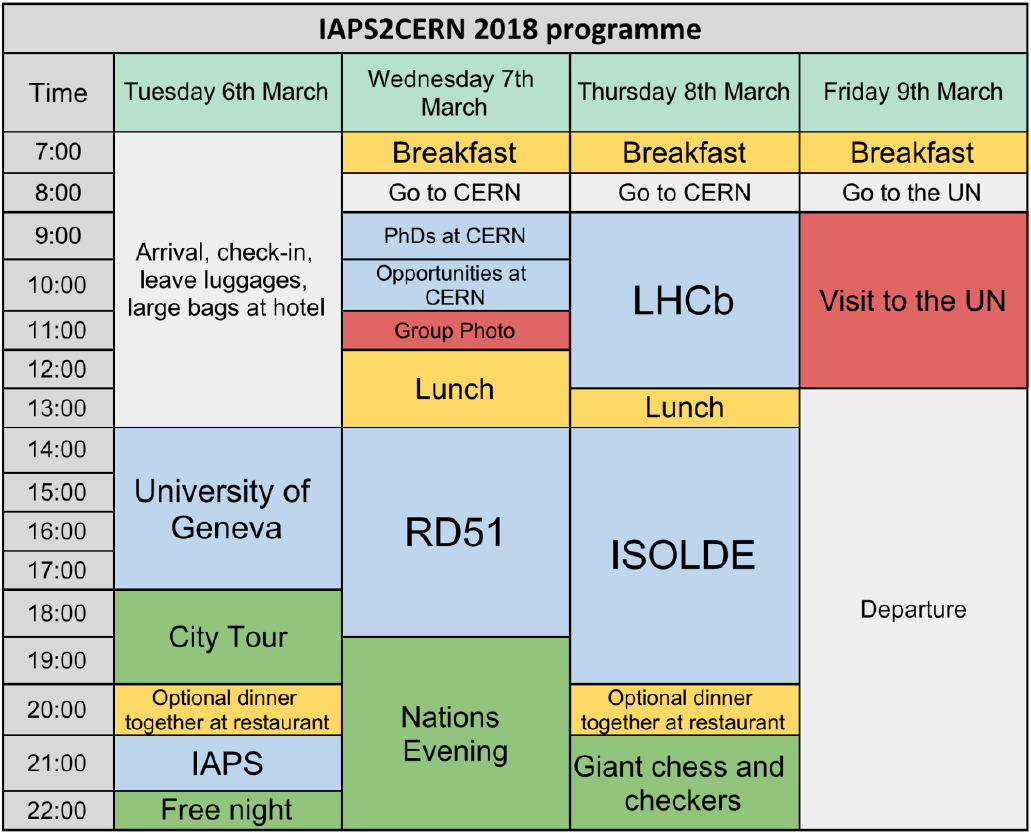 IAPS2CERN 2018 programme
Time
Tuesday 6th March
Wednesday 7th
March
Thursday 8th March
Friday 9th March
7:00
Breakfast
Breakfast
Breakfast
8:00
Go to CERN
Go to CERN
Go to the UN
9:00
Arrival, check-in,
leave luggages,
large bags at hotel
PhDs at CERN
LHCb
Visit to the UN
10:00
Opportunities at
CERN
11:00
Group Photo
12:00
Lunch
13:00
Lunch
Departure
14:00
University of
Geneva
RD51
ISOLDE
15:00
16:00
17:00
18:00
City Tour
19:00
Nations
Evening
20:00
Optional dinner
together at restaurant
Optional dinner
together at restaurant
21:00
IAPS
Giant chess and
checkers
22:00
Free night